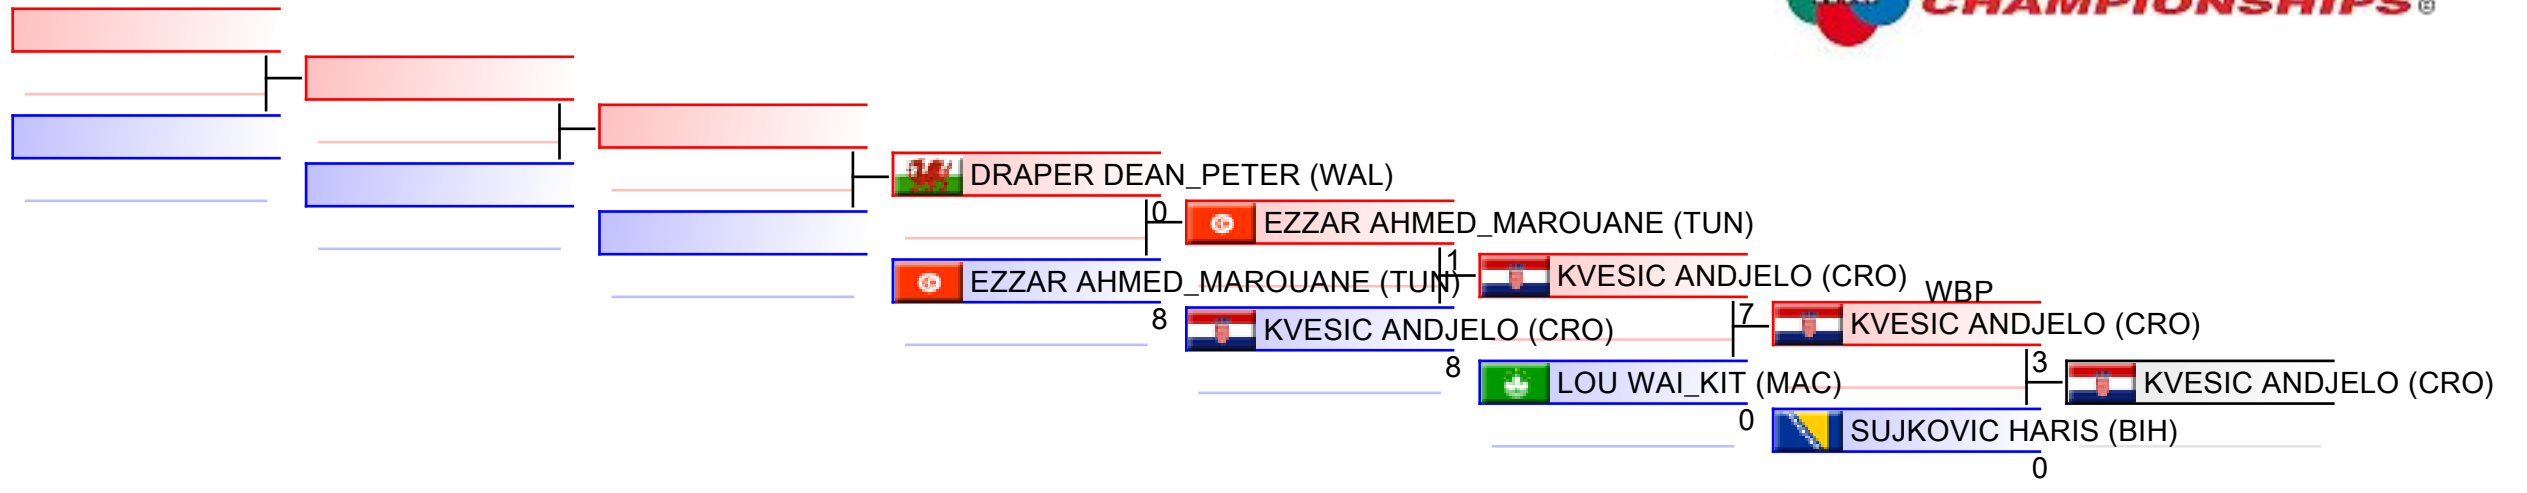 CHAMPIONSHIPS®
DRAPER DEAN_PETER (WAL)
0
EZZAR AHMED_MAROUANE (TUN)
1
EZZAR AHMED_MAROUANE (TUN)
8
KVESIC ANDJELO (CRO)
WBP
7
KVESIC ANDJELO (CRO)
8
KVESIC ANDJELO (CRO)
3
LOU WAI_KIT (MAC)
0
KVESIC ANDJELO (CRO)
SUJKOVIC HARIS (BIH)
0